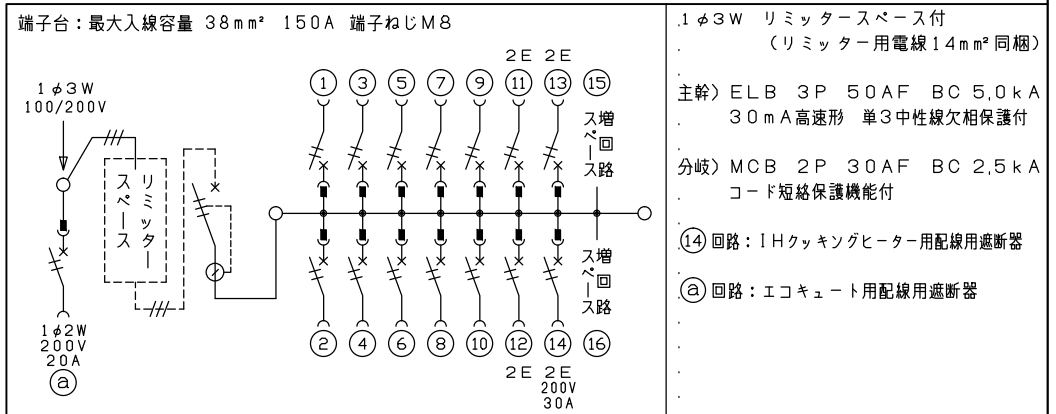 端子台：最大入線容量 38mm² 150A 端子ねじM8
1φ3W
100/200V
リミッター
スペース
1φ2W
200V
20A
ⓐ
2E 2E
① ③ ⑤ ⑦ ⑨ ⑪ ⑬ ⑮
増回路
スペース
増回路
スペース
② ④ ⑥ ⑧ ⑩ ⑫ ⑭ ⑯
2E 2E
200V
30A
1φ3W リミッタースペース付
（リミッター用電線14mm²同梱）
主幹）ELB 3P 50AF BC 5,0kA
30mA高速形 単3中性線欠相保護付
分岐）MCB 2P 30AF BC 2,5kA
コード短絡保護機能付
⑭回路：IHクッキングヒーター用配線用遮断器
ⓐ回路：エコキュート用配線用遮断器